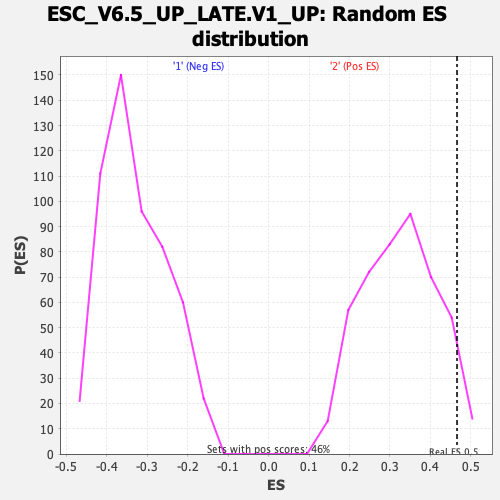 ESC_V6.5_UP_LATE.V1_UP: Random ES
distribution
'1' (Neg ES) '2' (Pos ES)
150
140
130
120
110
100
90
80
70
60
50
40
30
20
10
0
P(ES)
Sets with pos scores: 46%
Real ES 0.5
-0.5 -0.4 -0.3 -0.2 -0.1 0.0 0.1 0.2 0.3 0.4 0.5
ES